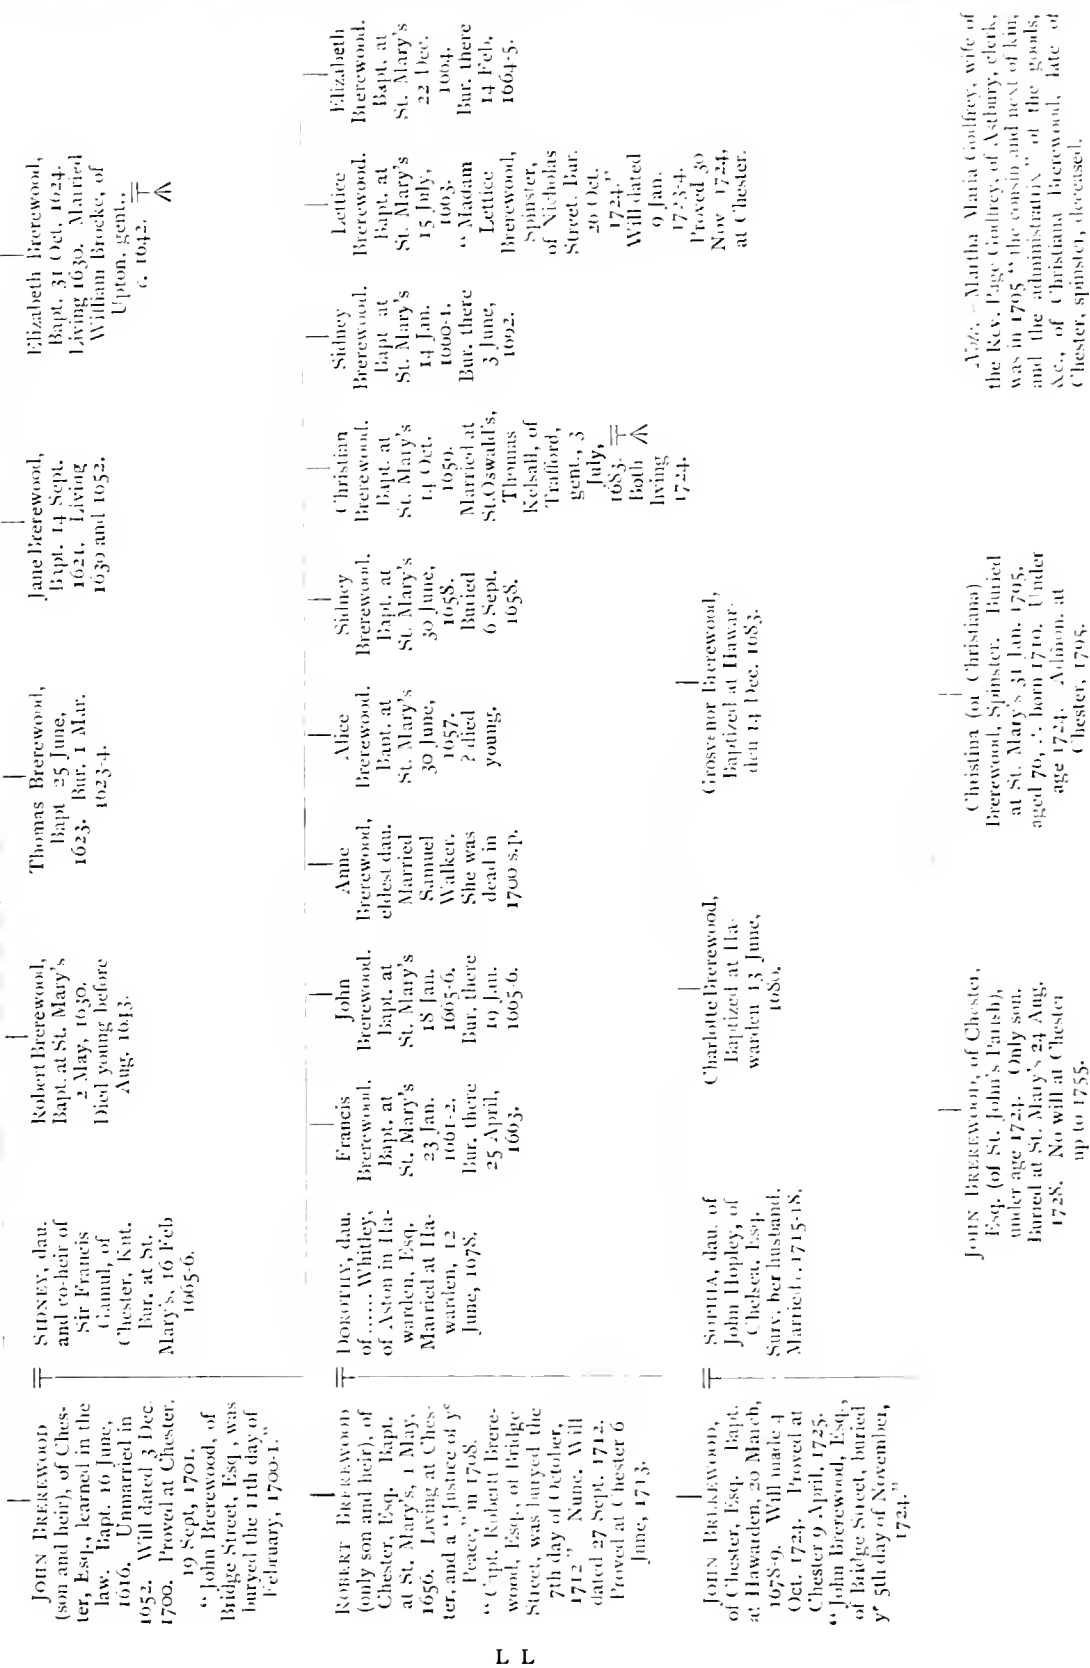 JOHN BREREWOOD
(son and heir), of Ches-
ter, Esq., learned in the
law. Bapt. 16 June,
1616. Unmarried in
1652. Will dated 3 Dec.
1700. Proved at Chester,
19 Sept, 1701.
“John Brerewood, of
Bridge Street, Esq, was
buryed the 11th day of
February, 1700-1.”
SIDNEY, dau.
and co-heir of
Sir Francis
Gamul, of
Chester, Knt.
Bur. at St.
Mary's, 16 Feb
1665-6.
Robert Brerewood,
Bapt. at St. Mary's
2 May, 1630.
Died young before
Aug. 1643.
Thomas Brerewood,
Bapt 25 June,
1623. Bur. 1 Mar.
1623-4.
Jane Brerewood,
Bapt. 14 Sept.
1621. Living
1630 and 1652.
Elizabeth Brerewood,
Bapt. 31 Oct. 1624.
Living 1630. Married
William Brocke, of
Upton, gent.,
c. 1642.
ROBERT BREREWOOD
(only son and heir), of
Chester, Esq. Bapt.
at St. Mary's, 1 May,
1656. Living at Ches-
ter, and a “Justice of ye
Peace,” in 1708.
“Capt. Robert Brere-
wood, Esq., of Bridge
Street, was buryed the
7th day of October,
1712” Nunc. Will
dated 27 Sept. 1712.
Proved at Chester 6
June, 1713.
DOROTHY, dau.
of ...... Whitley,
of Aston in Ha-
warden, Esq.
Married at Ha-
warden, 12
June, 1678.
Francis
Brerewood.
Bapt. at
St. Mary's
23 Jan.
1661-2.
Bur. there
25 April,
1663.
John
Brerewood.
Bapt. at
St. Mary's
18 Jan.
1665-6.
Bur. there
19 Jan.
1665-6.
Anne
Brerewood,
eldest dau.
Married
Samuel
Walker.
She was
dead in
1700 s.p.
Alice
Brerewood.
Bapt. at
St. Mary's
30 June,
1657.
? died
young.
Sidney
Brerewood.
Bapt. at
St. Mary's
30 June,
1658.
Buried
6 Sept.
1658.
Christian
Brerewood.
Bapt. at
St. Mary's
14 Oct.
1659.
Married at
St. Oswald's,
Thomas
Kelsall, of
Trafford,
gent., 3
July,
1683.
Both
living
1724.
Sidney
Brerewood.
Bapt at
St. Mary's
14 Jan.
1660-1.
Bur. there
3 June,
1692.
Lettice
Brerewood.
Bapt. at
St. Mary's
15 July,
1663.
“Madam
Lettice
Brerewood,
Spinster,
of Nicholas
Street. Bur.
20 Oct.
1724.”
Will dated
9 Jan.
1723-4.
Proved 30
Nov 1724,
at Chester.
Elizabeth
Brerewood.
Bapt. at
St. Mary's
22 Dec.
1664.
Bur. there
14 Feb.
1664-5.
JOHN BREREWOOD,
of Chester, Esq. Bapt.
at Hawarden, 20 March,
1678-9. Will made 4
Oct. 1724. Proved at
Chester 9 April, 1725.
“John Brerewood, Esq.,
of Bridge Street, buried
yᵉ 5th day of November,
1724.”
SOPHIA, dau. of
John Hopley, of
Chelsea, Esq.
Surv. her husband.
Married c. 1715-18.
Charlotte Brerewood,
Baptized at Ha-
warden 13 June,
1680.
Grosvenor Brerewood,
Baptized at Hawar-
den 14 Dec. 1683.
JOHN BREREWOOD, of Chester,
Esq. (of St. John's Parish),
under age 1724. Only son.
Buried at St. Mary's 24 Aug.
1728. No will at Chester
up to 1755.
Christina (or Christiana)
Brerewood, Spinster. Buried
at St. Mary's 31 Jan. 1795,
aged 76, ∴ born 1719. Under
age 1724. Admon. at
Chester, 1795.
Note.—Martha Maria Godfrey, wife of
the Rev. Page Godfrey, of Astbury, clerk,
was in 1795 “the cousin and next of kin,
and the administratrix” of the goods,
&c., of Christiana Brerewood, late of
Chester, spinster, deceased.
L L